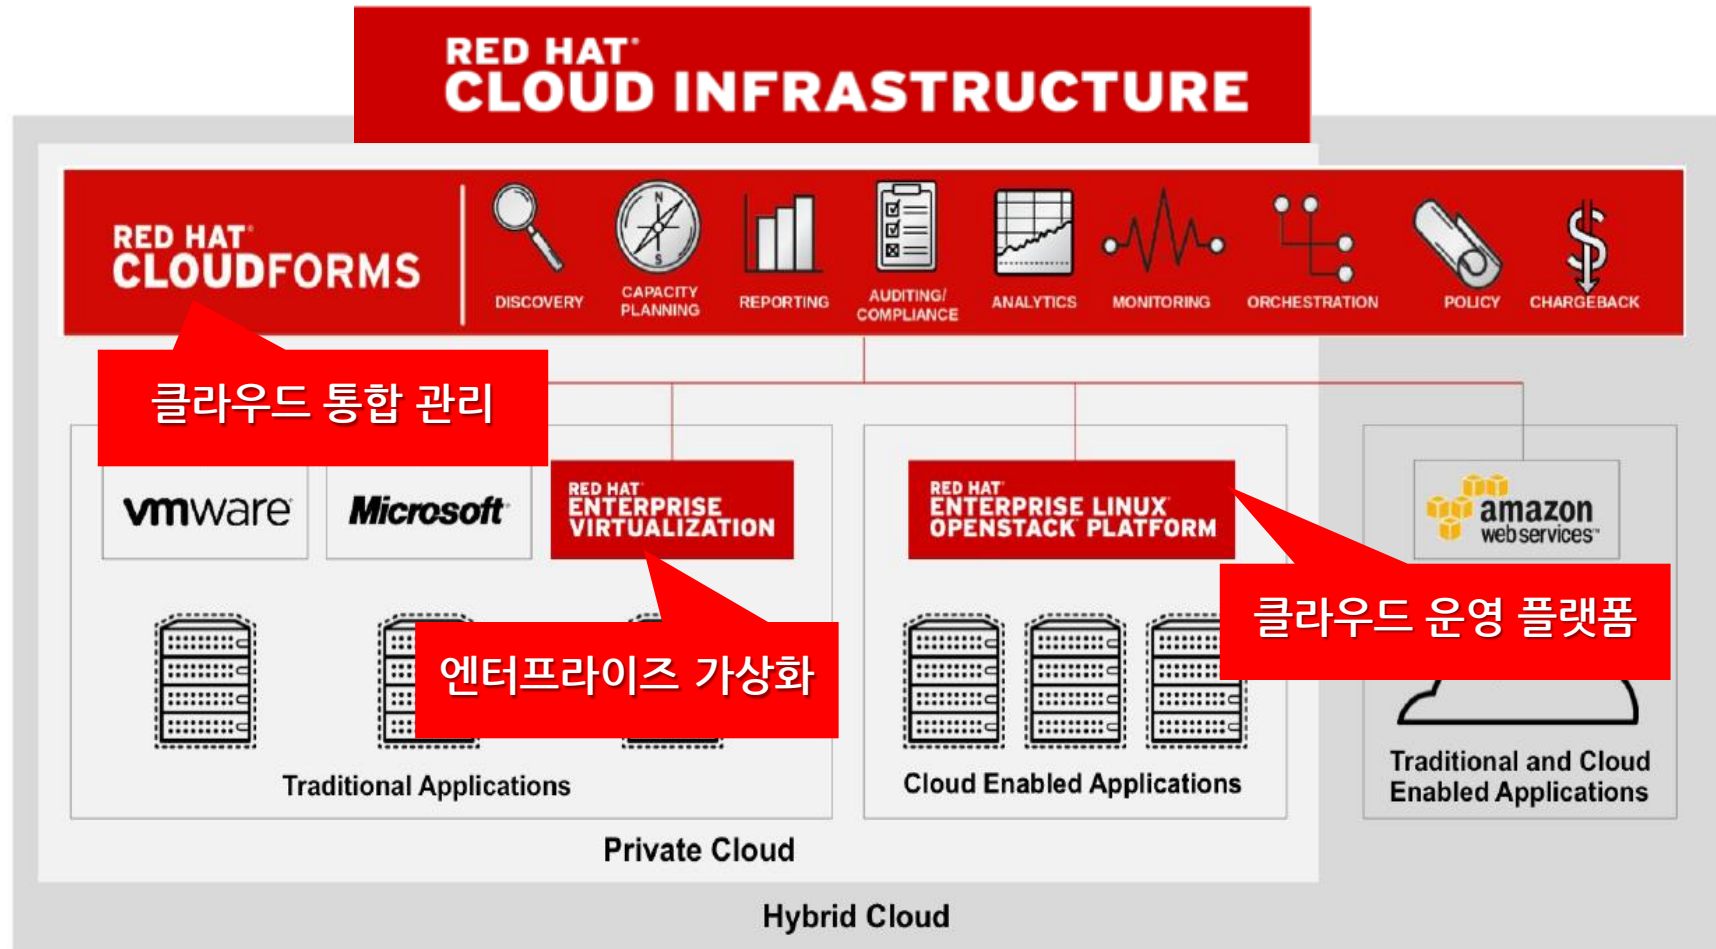 RED HAT
CLOUD INFRASTRUCTURE
RED HAT
CLOUDFORMS
DISCOVERY
CAPACITY
PLANNING
REPORTING
AUDITING/
COMPLIANCE
ANALYTICS
MONITORING
ORCHESTRATION
POLICY
CHARGEBACK
클라우드 통합 관리
vmware
Microsoft
RED HAT
ENTERPRISE
VIRTUALIZATION
RED HAT
ENTERPRISE LINUX
OPENSTACK PLATFORM
amazon
web services™
클라우드 운영 플랫폼
엔터프라이즈 가상화
Traditional Applications
Cloud Enabled Applications
Traditional and Cloud
Enabled Applications
Private Cloud
Hybrid Cloud